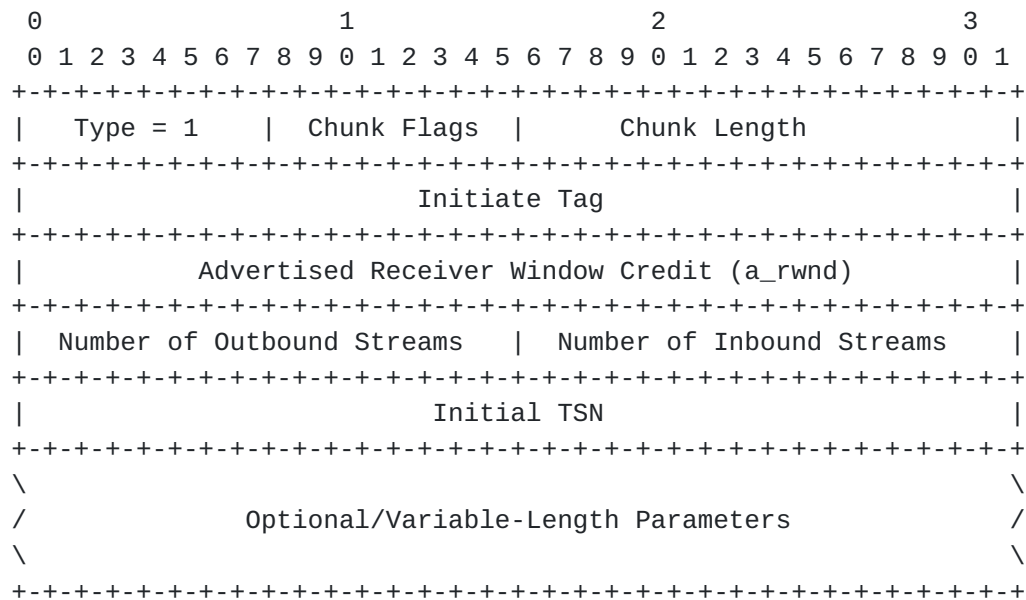 0                   1                   2                   3
 0 1 2 3 4 5 6 7 8 9 0 1 2 3 4 5 6 7 8 9 0 1 2 3 4 5 6 7 8 9 0 1
+-+-+-+-+-+-+-+-+-+-+-+-+-+-+-+-+-+-+-+-+-+-+-+-+-+-+-+-+-+-+-+-+
|   Type = 1    |  Chunk Flags  |      Chunk Length             |
+-+-+-+-+-+-+-+-+-+-+-+-+-+-+-+-+-+-+-+-+-+-+-+-+-+-+-+-+-+-+-+-+
|                         Initiate Tag                          |
+-+-+-+-+-+-+-+-+-+-+-+-+-+-+-+-+-+-+-+-+-+-+-+-+-+-+-+-+-+-+-+-+
|           Advertised Receiver Window Credit (a_rwnd)          |
+-+-+-+-+-+-+-+-+-+-+-+-+-+-+-+-+-+-+-+-+-+-+-+-+-+-+-+-+-+-+-+-+
|  Number of Outbound Streams   |  Number of Inbound Streams    |
+-+-+-+-+-+-+-+-+-+-+-+-+-+-+-+-+-+-+-+-+-+-+-+-+-+-+-+-+-+-+-+-+
|                          Initial TSN                          |
+-+-+-+-+-+-+-+-+-+-+-+-+-+-+-+-+-+-+-+-+-+-+-+-+-+-+-+-+-+-+-+-+
\                                                               \
/              Optional/Variable-Length Parameters              /
\                                                               \
+-+-+-+-+-+-+-+-+-+-+-+-+-+-+-+-+-+-+-+-+-+-+-+-+-+-+-+-+-+-+-+-+